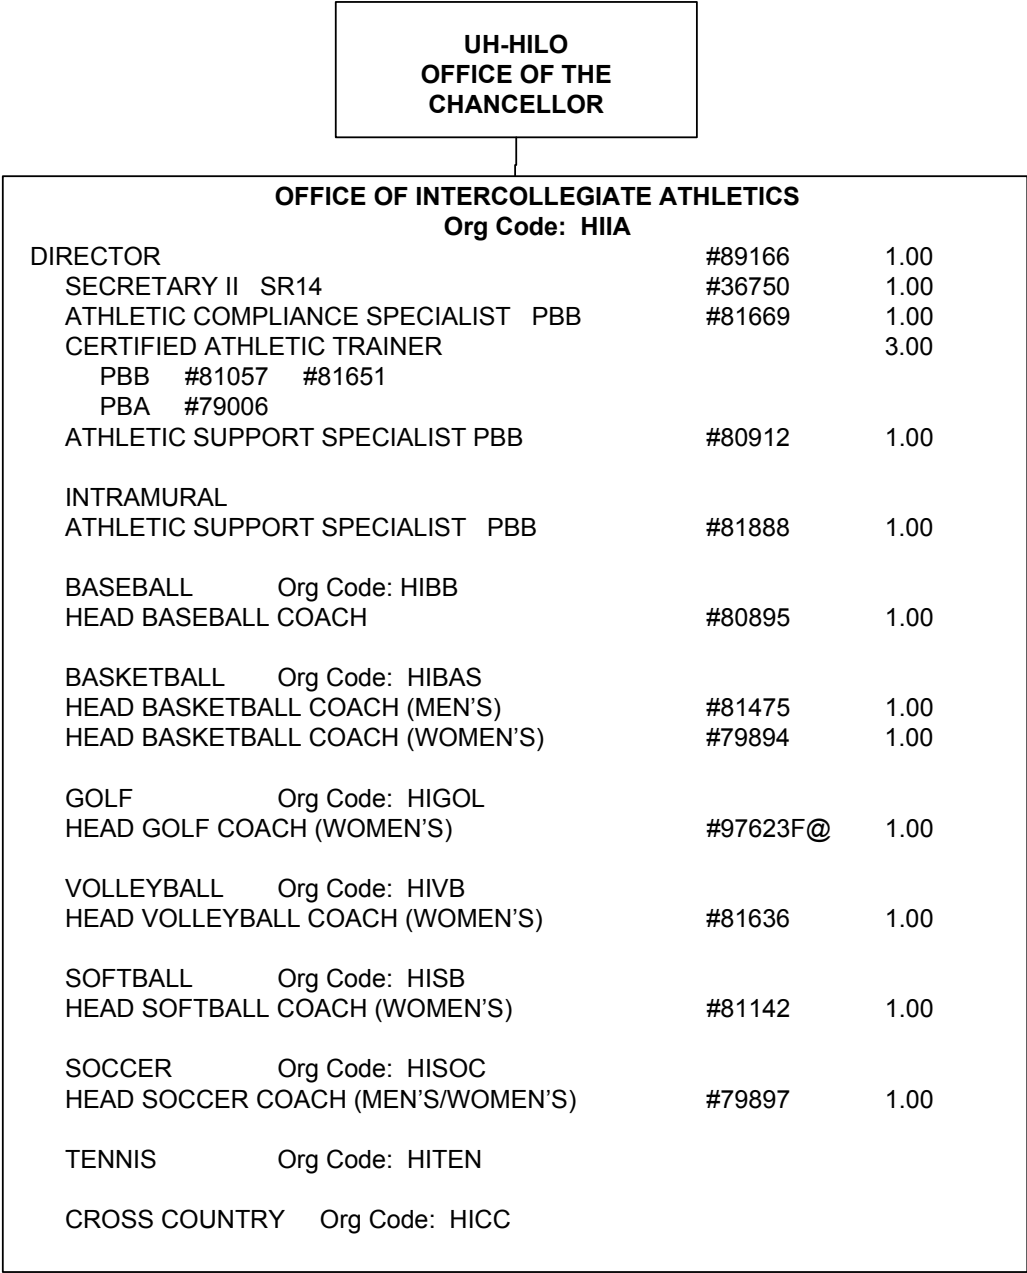 UH-HILO
OFFICE OF THE
CHANCELLOR
OFFICE OF INTERCOLLEGIATE ATHLETICS
Org Code: HIIA
DIRECTOR #89166 1.00
SECRETARY II SR14 #36750 1.00
ATHLETIC COMPLIANCE SPECIALIST PBB #81669 1.00
CERTIFIED ATHLETIC TRAINER 3.00
PBB #81057 #81651
PBA #79006
ATHLETIC SUPPORT SPECIALIST PBB #80912 1.00
INTRAMURAL
ATHLETIC SUPPORT SPECIALIST PBB #81888 1.00
BASEBALL Org Code: HIBB
HEAD BASEBALL COACH #80895 1.00
BASKETBALL Org Code: HIBAS
HEAD BASKETBALL COACH (MEN'S) #81475 1.00
HEAD BASKETBALL COACH (WOMEN'S) #79894 1.00
GOLF Org Code: HIGOL
HEAD GOLF COACH (WOMEN'S) #97623F@ 1.00
VOLLEYBALL Org Code: HIVB
HEAD VOLLEYBALL COACH (WOMEN'S) #81636 1.00
SOFTBALL Org Code: HISB
HEAD SOFTBALL COACH (WOMEN'S) #81142 1.00
SOCCER Org Code: HISOC
HEAD SOCCER COACH (MEN'S/WOMEN'S) #79897 1.00
TENNIS Org Code: HITEN
CROSS COUNTRY Org Code: HICC